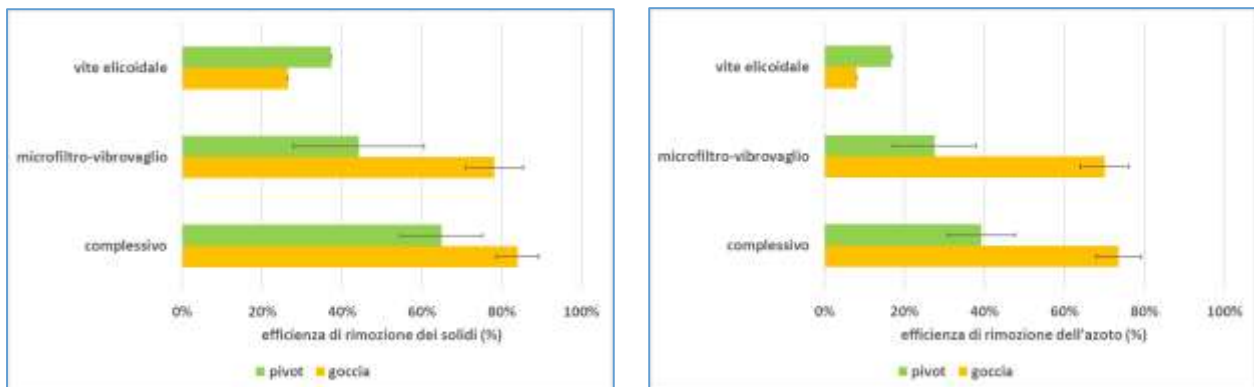 vite elicoidale
microfiltro-vibrovaglio
complessivo
0% 20% 40% 60% 80% 100%
efficienza di rimozione dei solidi (%)
pivot goccia
vite elicoidale
microfiltro-vibrovaglio
complessivo
0% 20% 40% 60% 80% 100%
efficienza di rimozione dell'azoto (%)
pivot goccia